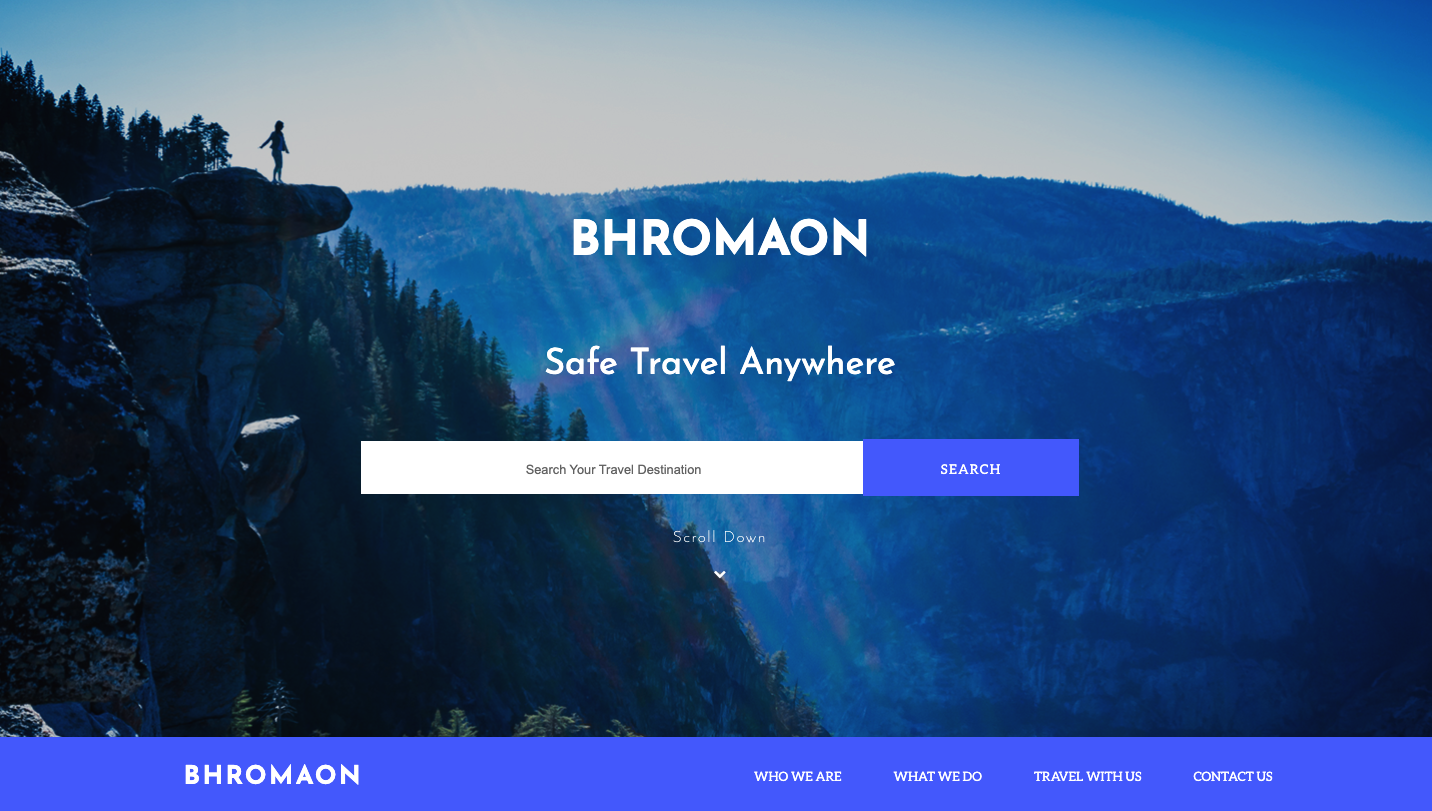 BHROMAON
Safe Travel Anywhere
Search Your Travel Destination SEARCH
Scroll Down
BHROMAON WHO WE ARE WHAT WE DO TRAVEL WITH US CONTACT US